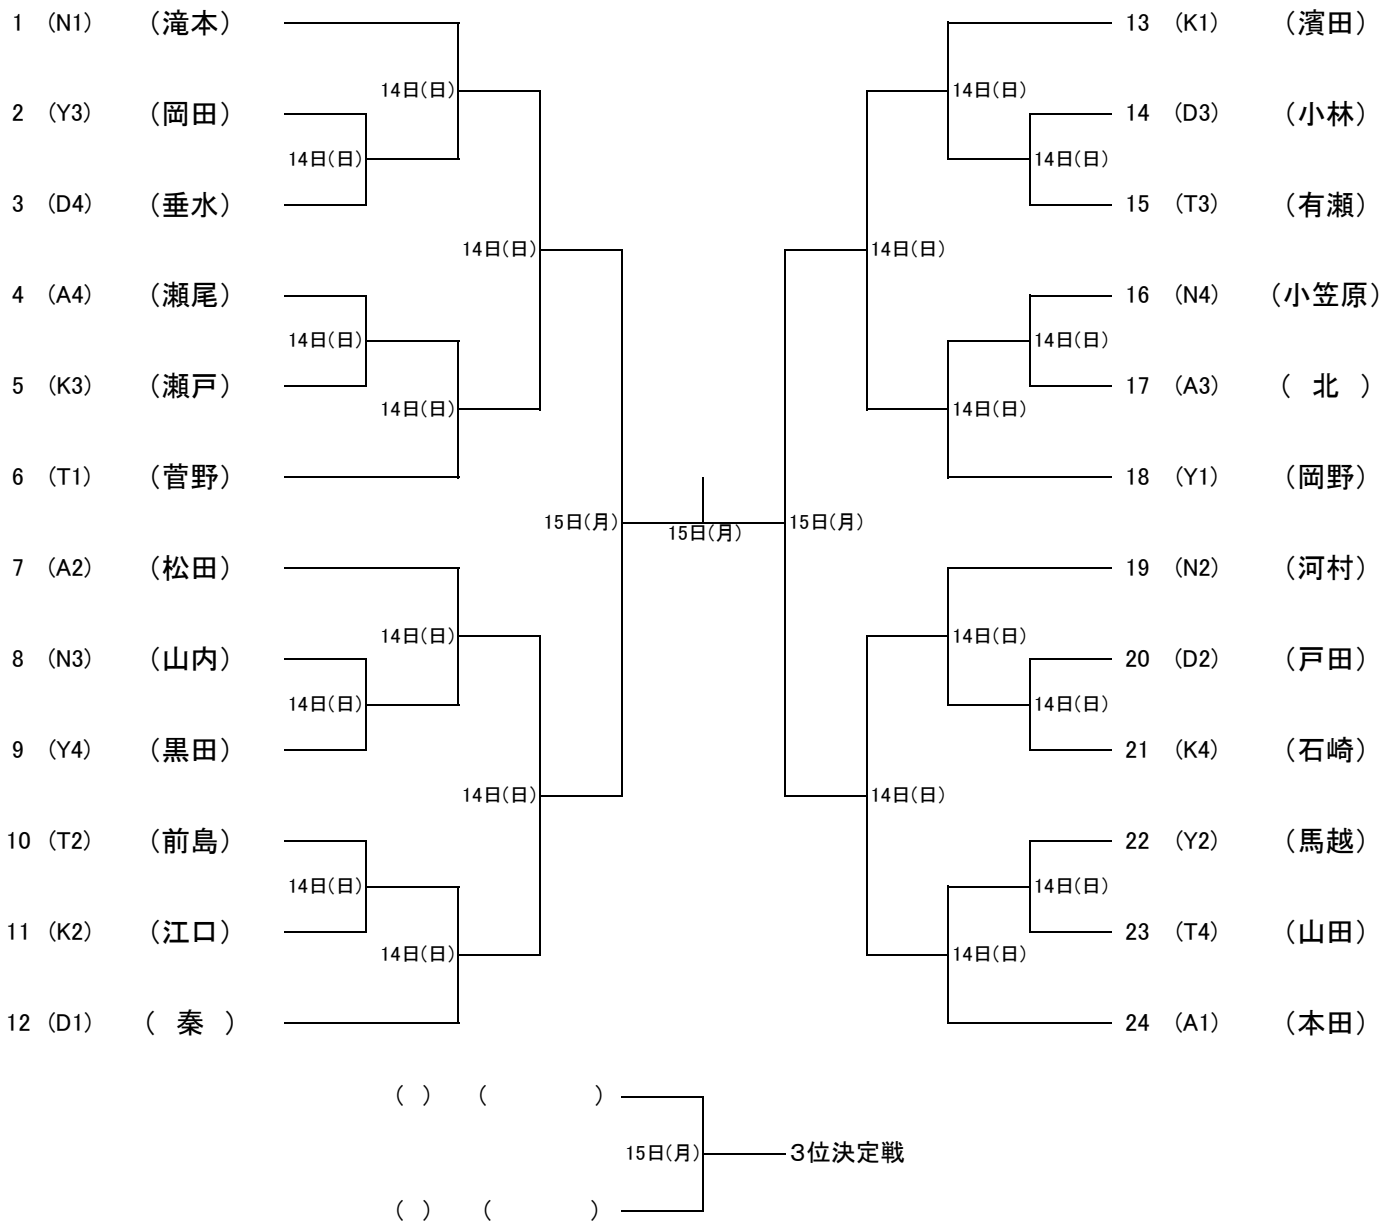 1 (N1) （滝本） 13 (K1) （濱田）
14日(日) 14日(日)
2 (Y3) （岡田） 14 (D3) （小林）
14日(日) 14日(日)
3 (D4) （垂水） 15 (T3) （有瀬）
14日(日) 14日(日)
4 (A4) （瀬尾） 16 (N4) （小笠原）
14日(日) 14日(日)
5 (K3) （瀬戸） 17 (A3) （ 北 ）
14日(日) 14日(日)
6 (T1) （菅野） 18 (Y1) （岡野）
15日(月) 15日(月) 15日(月)
7 (A2) （松田） 19 (N2) （河村）
14日(日) 14日(日)
8 (N3) （山内） 20 (D2) （戸田）
14日(日) 14日(日)
9 (Y4) （黒田） 21 (K4) （石崎）
14日(日) 14日(日)
10 (T2) （前島） 22 (Y2) （馬越）
14日(日) 14日(日)
11 (K2) （江口） 23 (T4) （山田）
14日(日) 14日(日)
12 (D1) （ 秦 ） 24 (A1) （本田）
( ) ( )
15日(月) 3位決定戦
( ) ( )